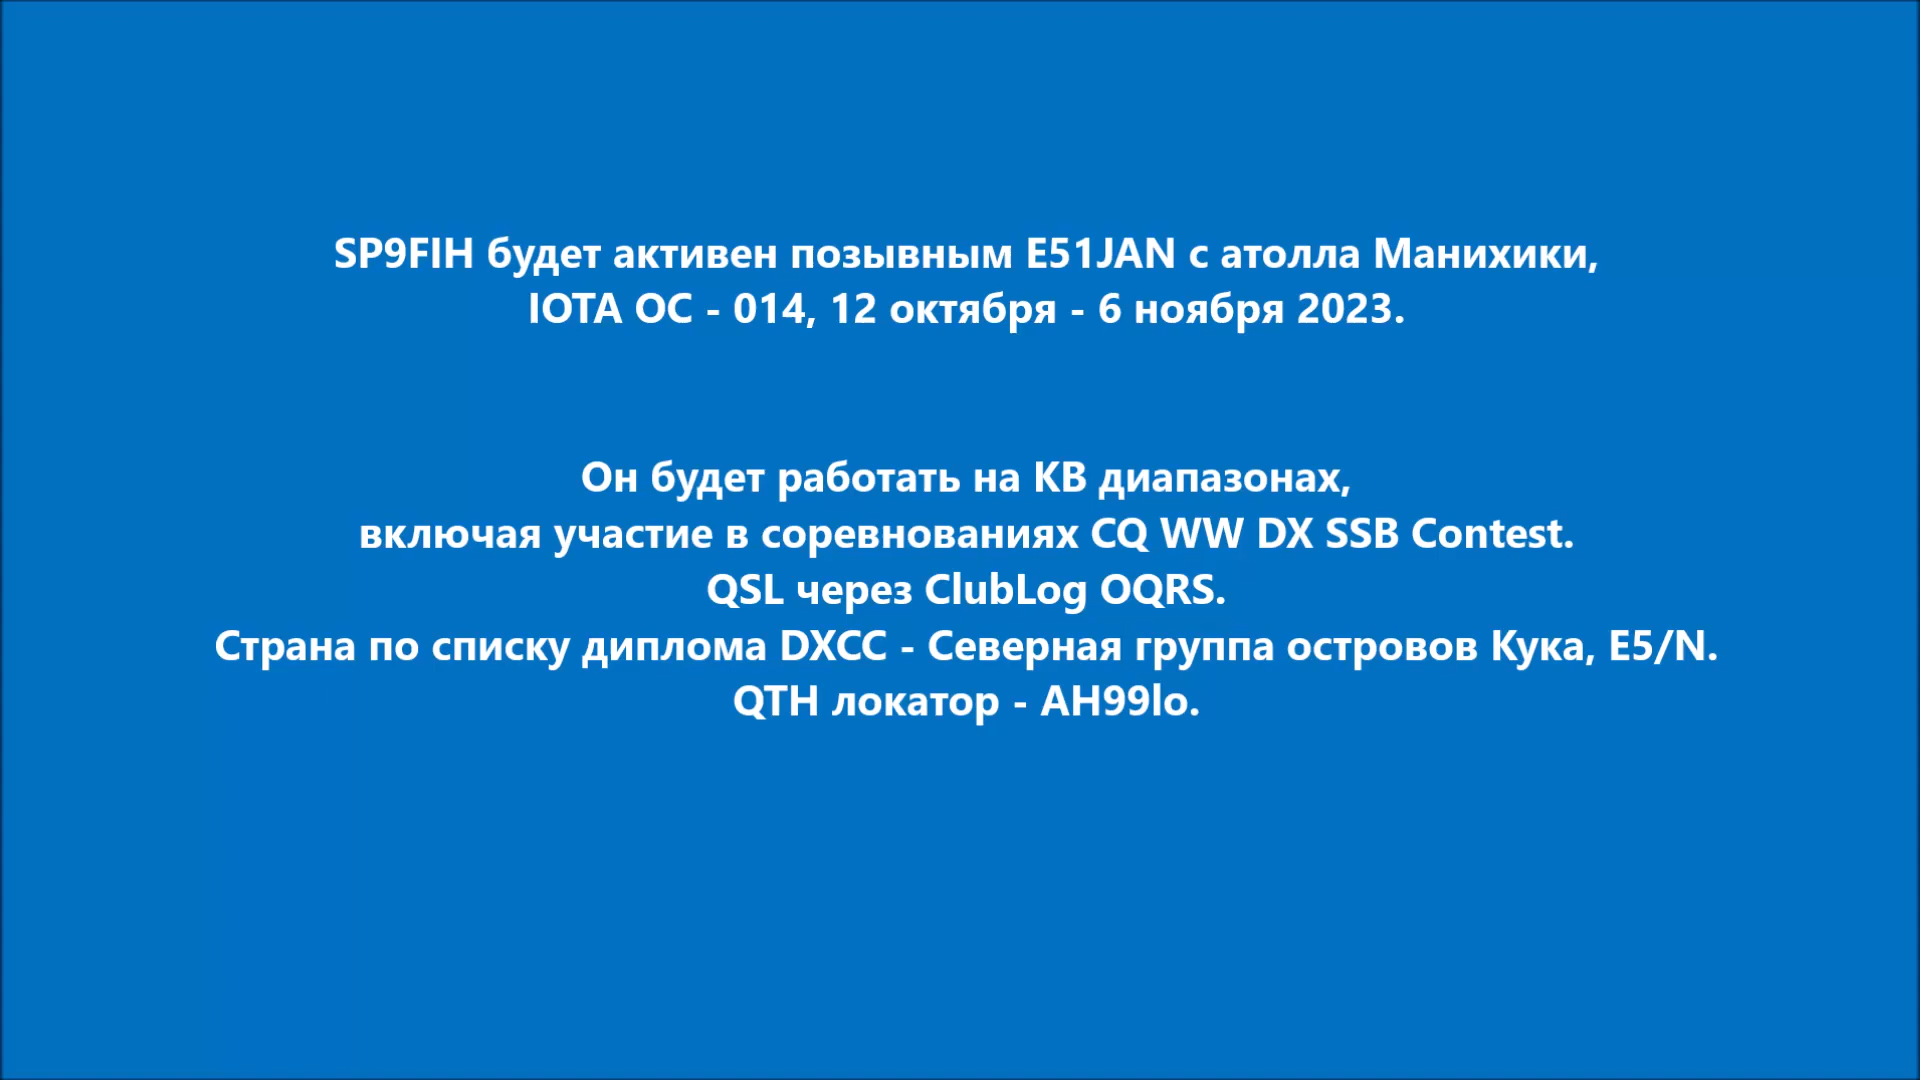 SP9FIH будет активен позывным E51JAN с атолла Манихики,
IOTA OC - 014, 12 октября - 6 ноября 2023.
Он будет работать на КВ диапазонах,
включая участие в соревнованиях CQ WW DX SSB Contest.
QSL через ClubLog OQRS.
Страна по списку диплома DXCC - Северная группа островов Кука, E5/N.
QTH локатор - AH99lo.